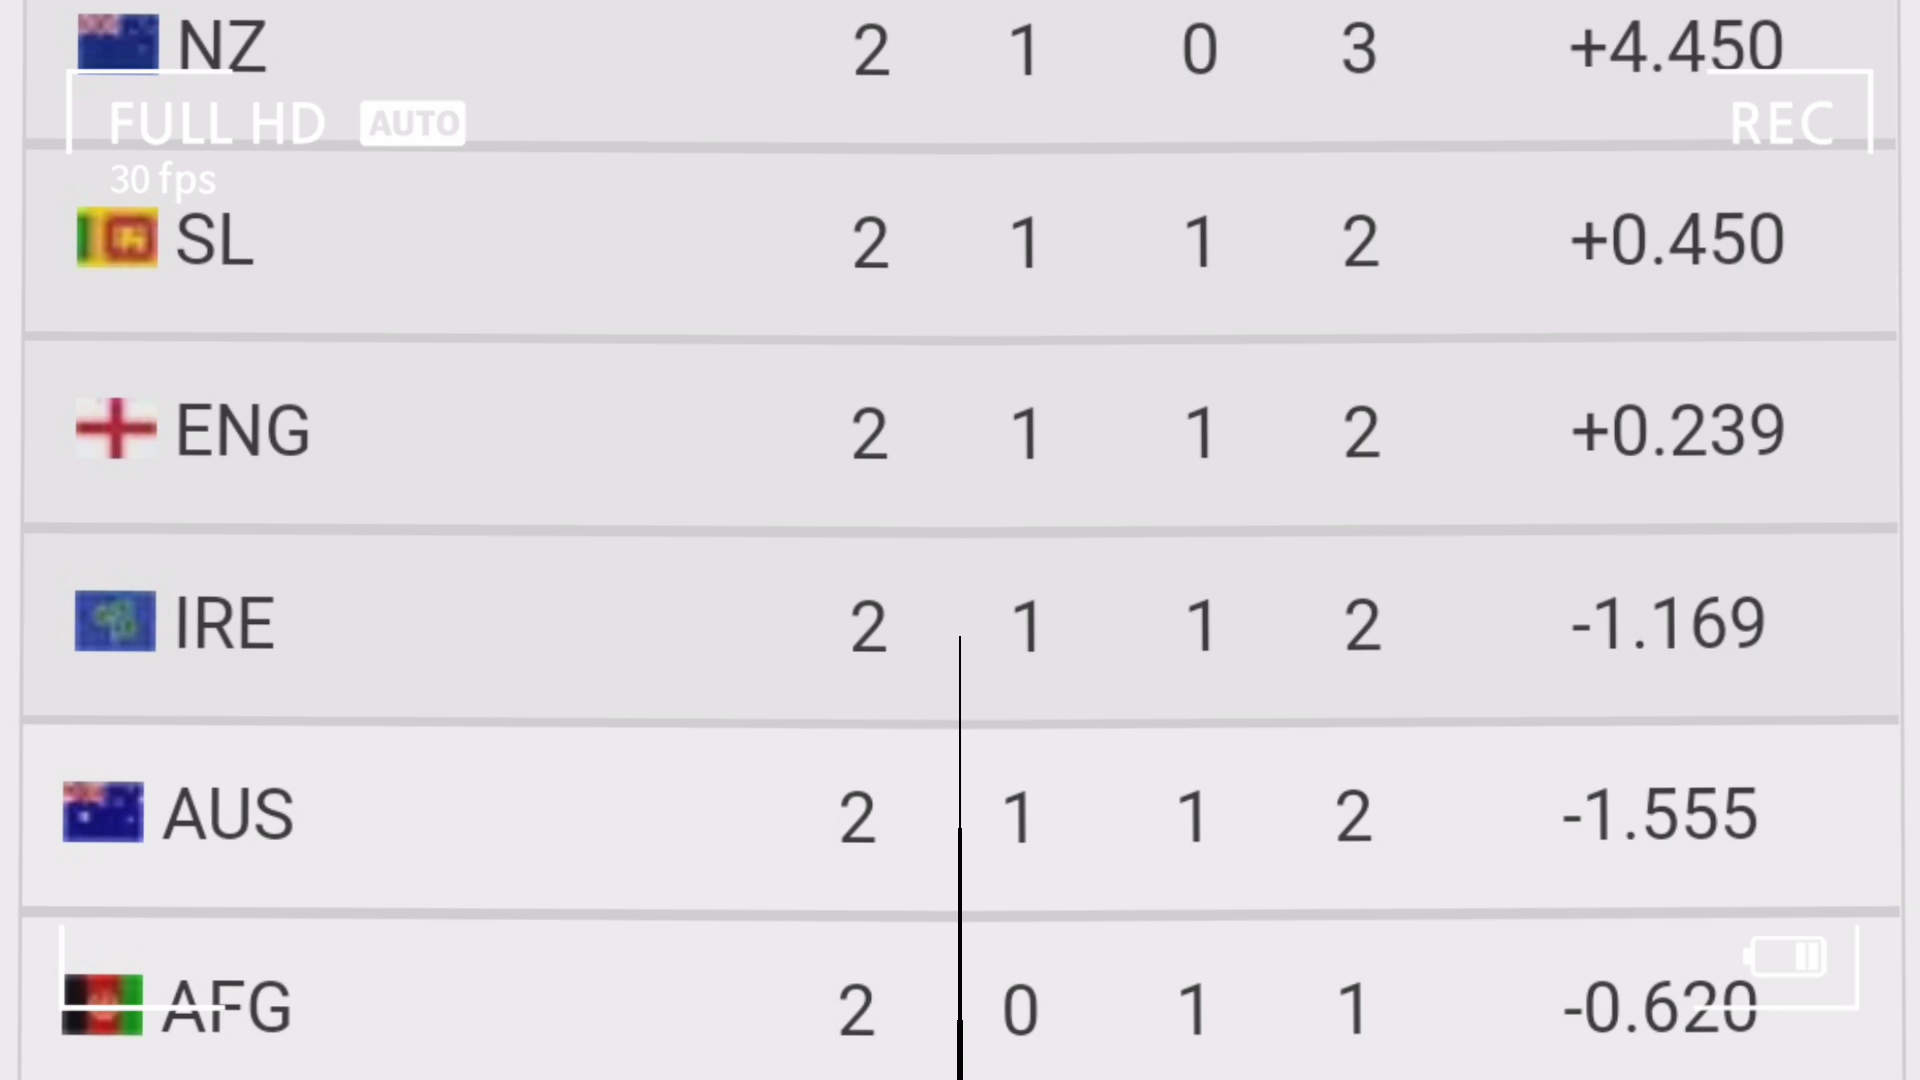 NZ 2 1 0 3 +4.450
FULL HD AUTO REC
30 fps
SL 2 1 1 2 +0.450
ENG 2 1 1 2 +0.239
IRE 2 1 1 2 -1.169
AUS 2 1 1 2 -1.555
AFG 2 0 1 1 -0.620